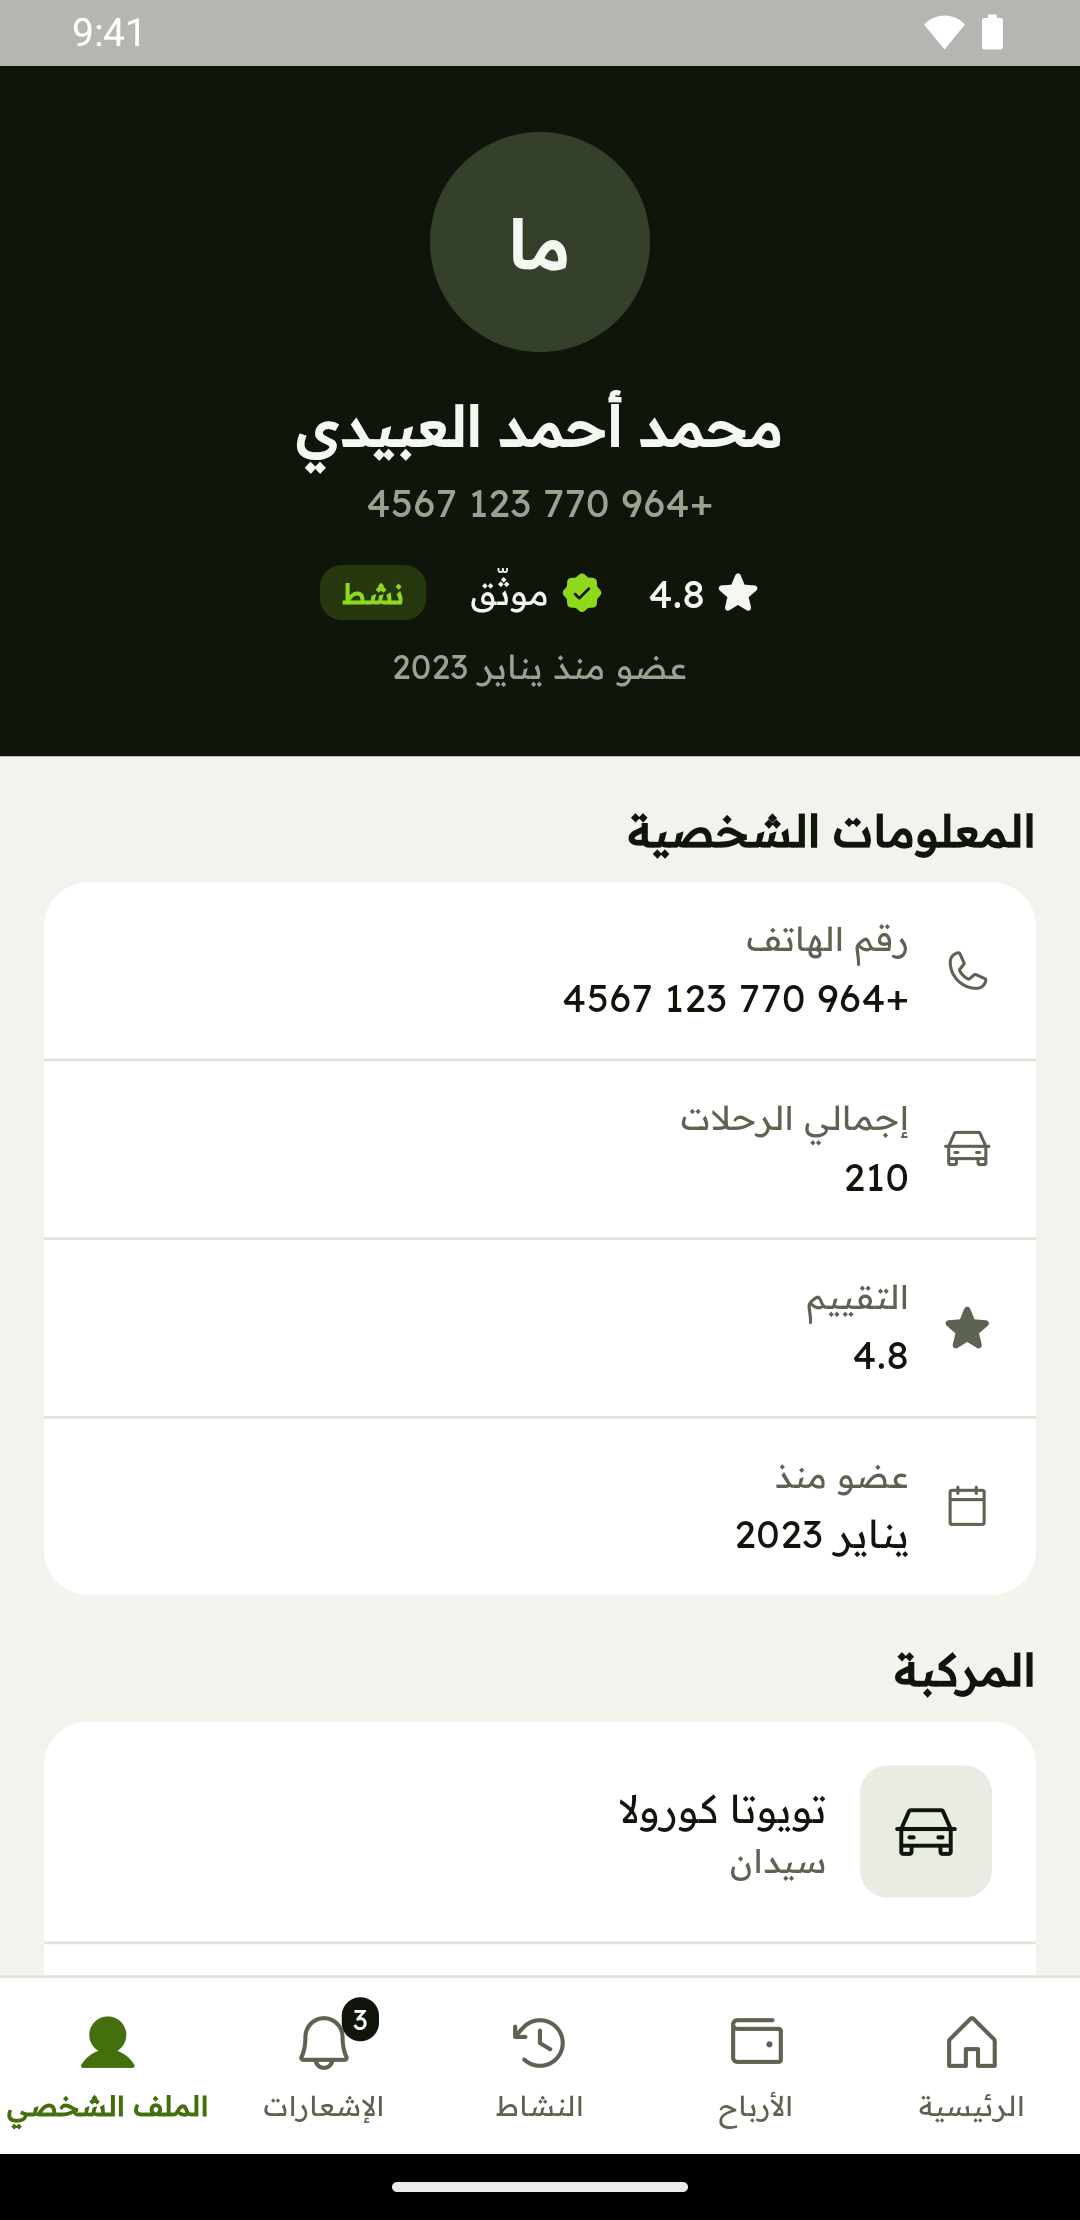 9:41
ما
محمد أحمد العبيدي
964 770 123 4567+
4.8 موثّق نشط
عضو منذ يناير 2023
المعلومات الشخصية
رقم الهاتف
964 770 123 4567+
إجمالي الرحلات
210
التقييم
4.8
عضو منذ
يناير 2023
المركبة
تويوتا كورولا
سيدان
3
الرئيسية الأرباح النشاط الإشعارات الملف الشخصي